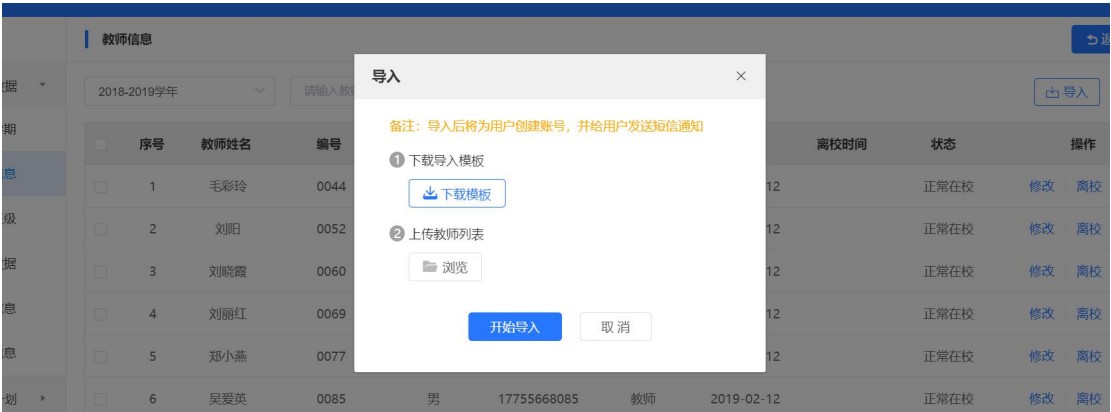 教师信息
返
据
2018-2019学年
请输入教
导入
期
序号 教师姓名 编号 离校时间 状态 操作
息
1 毛彩玲 0044 12 正常在校 修改 离校
级
2 刘阳 0052 12 正常在校 修改 离校
据
3 刘晓霞 0060 12 正常在校 修改 离校
息
4 刘丽红 0069 12 正常在校 修改 离校
息
5 郑小燕 0077 12 正常在校 修改 离校
划
6 吴爱英 0085 男 17755668085 教师 2019-02-12 正常在校 修改 离校
导入
备注：导入后将为用户创建账号，并给用户发送短信通知
1 下载导入模板
下载模板
2 上传教师列表
浏览
开始导入 取消